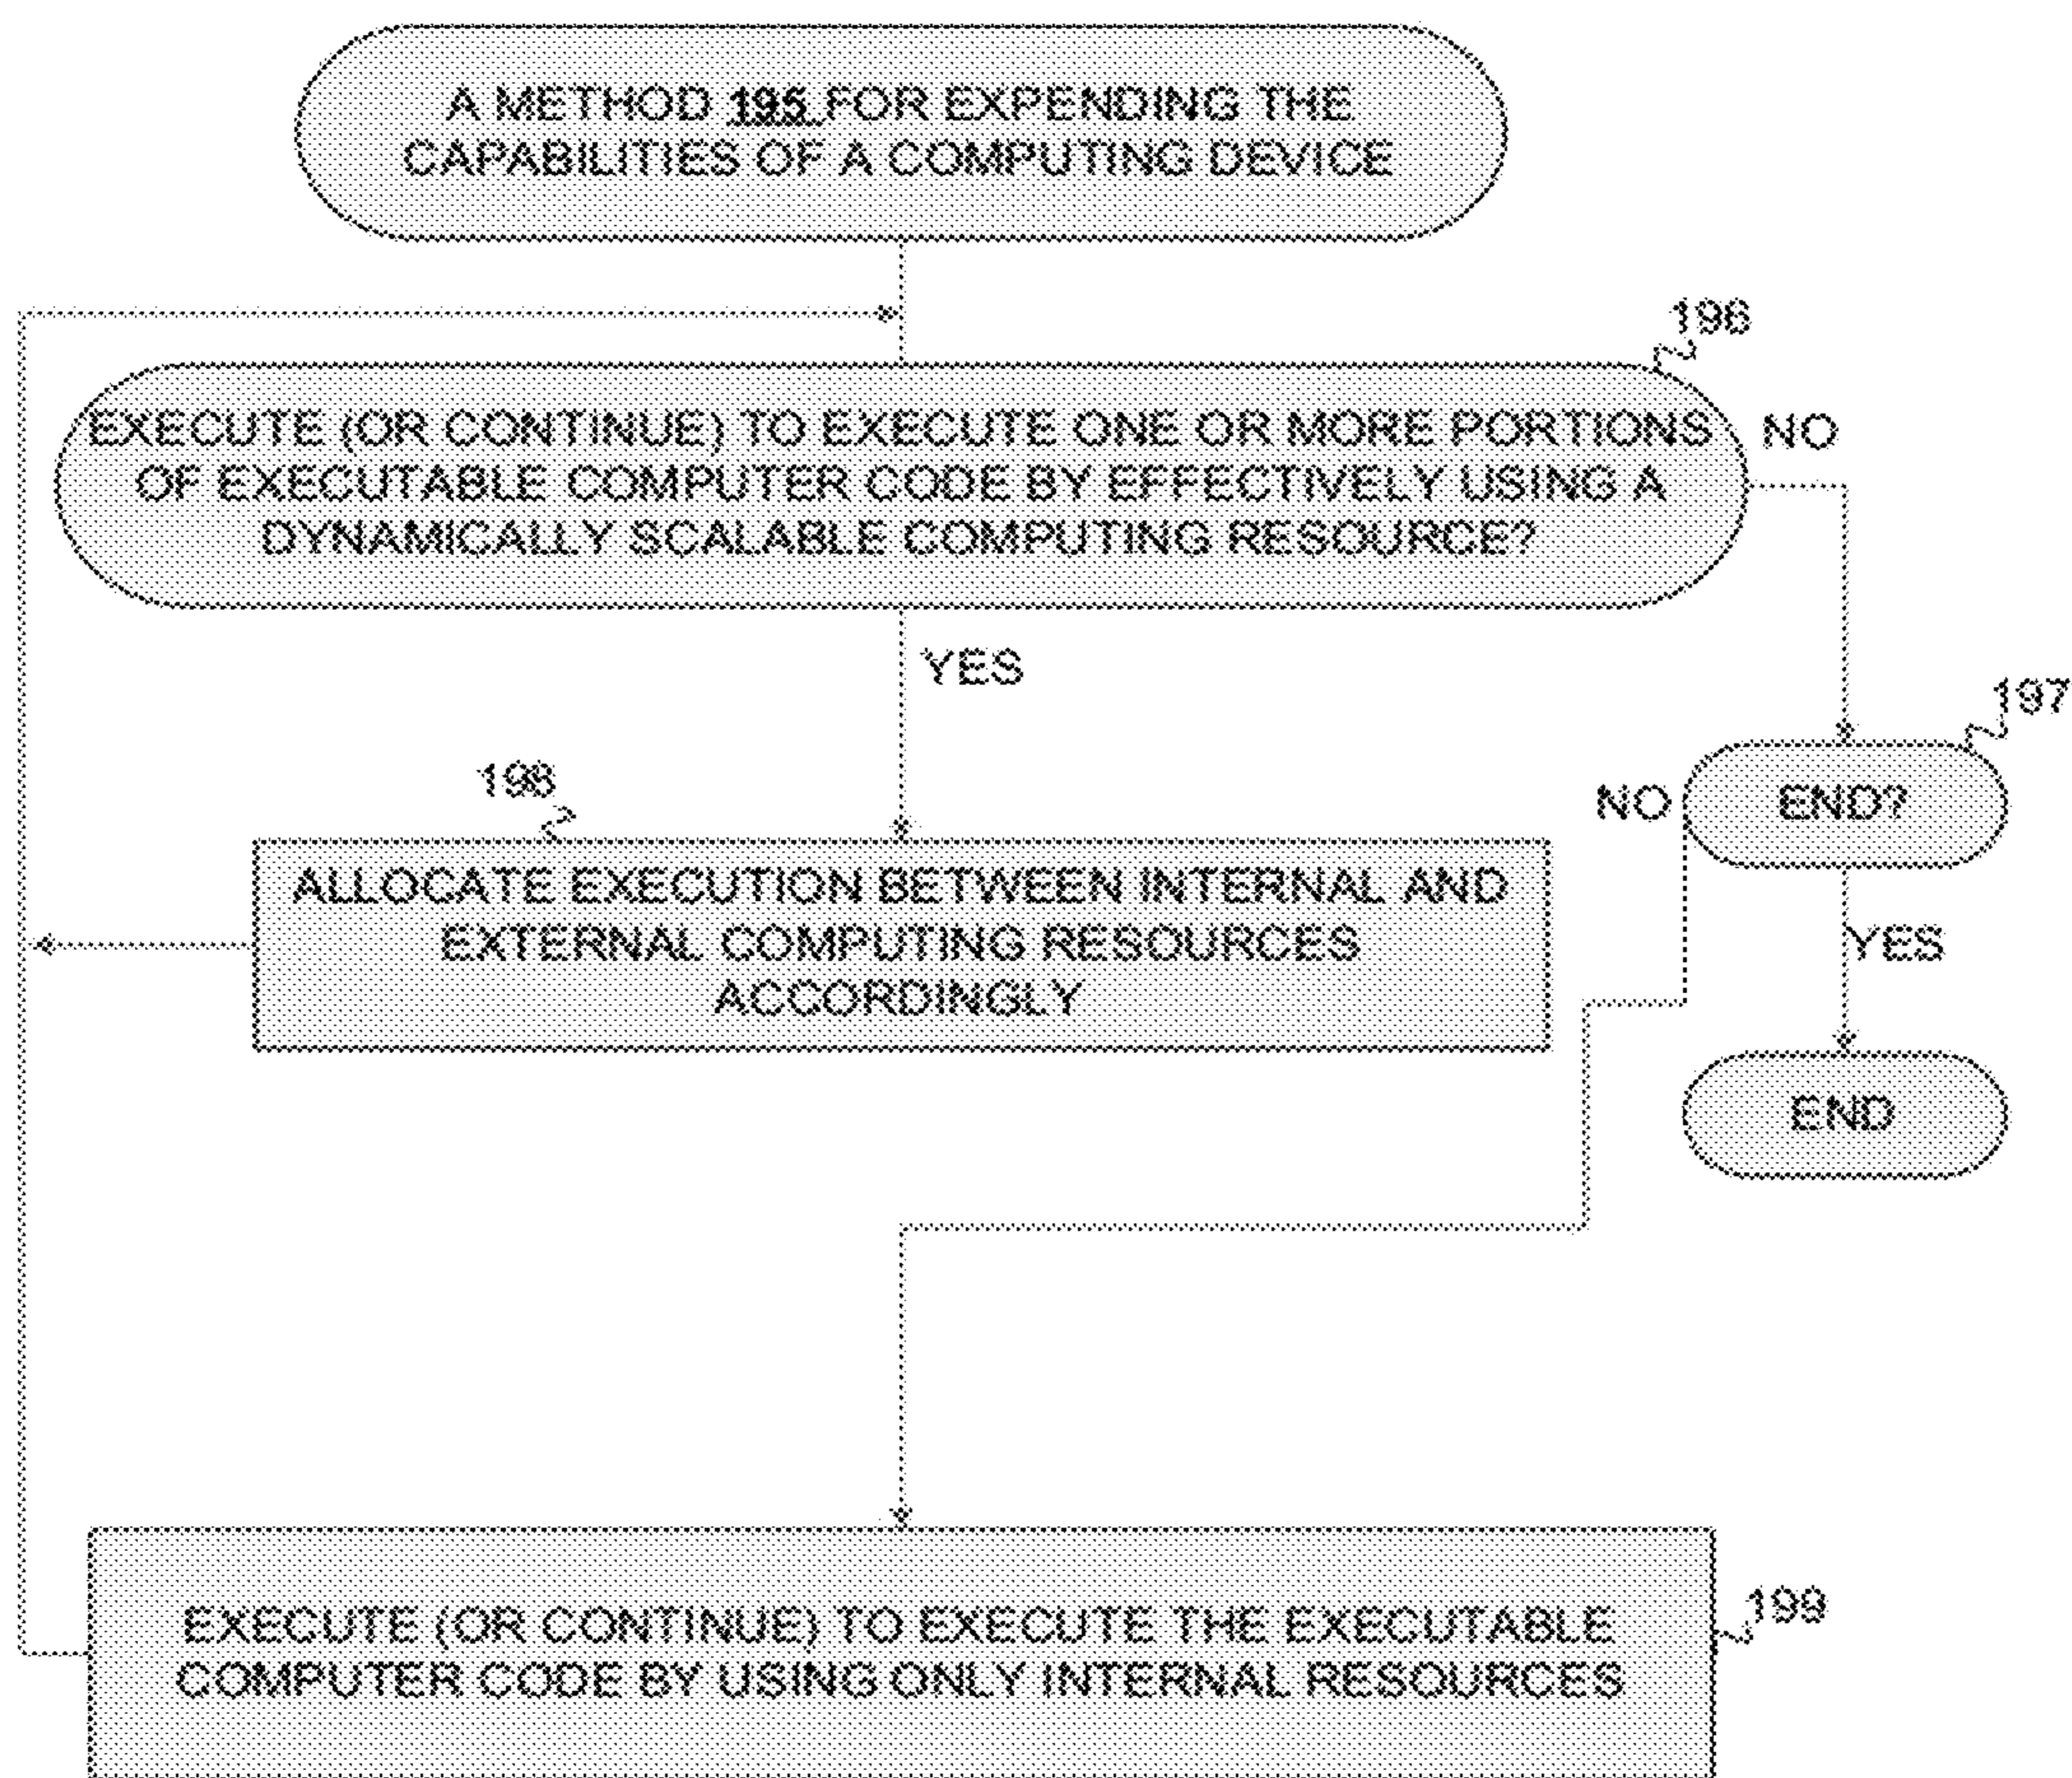 A METHOD 195 FOR EXPENDING THE
CAPABILITIES OF A COMPUTING DEVICE
196
EXECUTE (OR CONTINUE) TO EXECUTE ONE OR MORE PORTIONS
OF EXECUTABLE COMPUTER CODE BY EFFECTIVELY USING A
DYNAMICALLY SCALABLE COMPUTING RESOURCE?
NO
YES
197
198
NO
END?
ALLOCATE EXECUTION BETWEEN INTERNAL AND
EXTERNAL COMPUTING RESOURCES
ACCORDINGLY
YES
END
EXECUTE (OR CONTINUE) TO EXECUTE THE EXECUTABLE
COMPUTER CODE BY USING ONLY INTERNAL RESOURCES
199